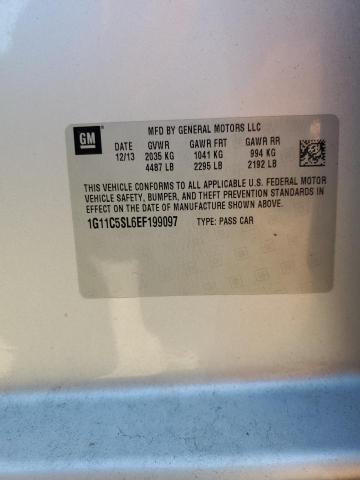 GM
MFD BY GENERAL MOTORS LLC
DATE GVWR GAWR FRT GAWR RR
12/13 2035 KG 1041 KG 994 KG
4487 LB 2295 LB 2192 LB
THIS VEHICLE CONFORMS TO ALL APPLICABLE U.S. FEDERAL MOTOR
VEHICLE SAFETY, BUMPER, AND THEFT PREVENTION STANDARDS IN
EFFECT ON THE DATE OF MANUFACTURE SHOWN ABOVE.
1G11C5SL6EF199097 TYPE: PASS CAR